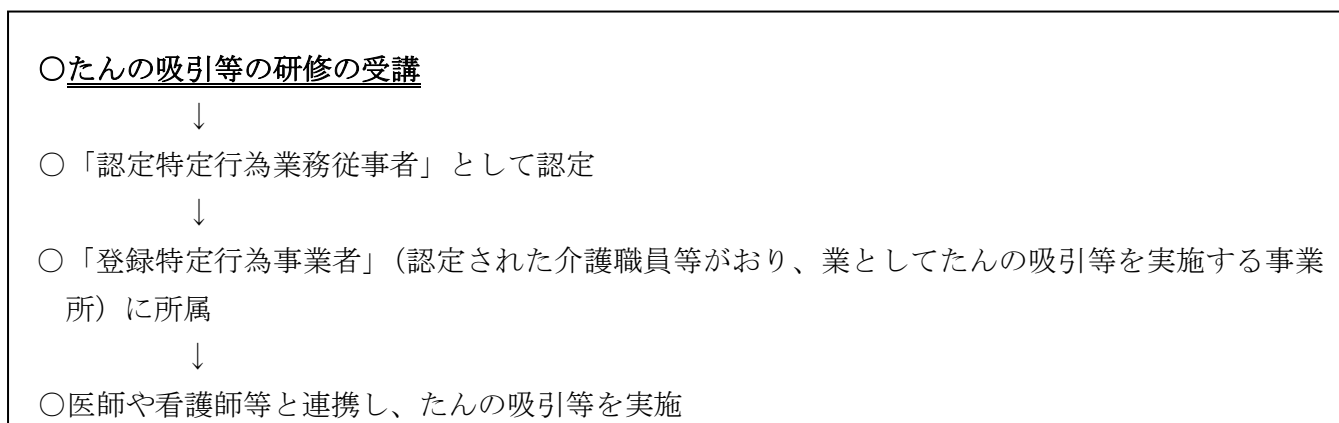 ○たんの吸引等の研修の受講
↓
○「認定特定行為業務従事者」として認定
↓
○「登録特定行為事業者」（認定された介護職員等がおり、業としてたんの吸引等を実施する事業
所）に所属
↓
○医師や看護師等と連携し、たんの吸引等を実施